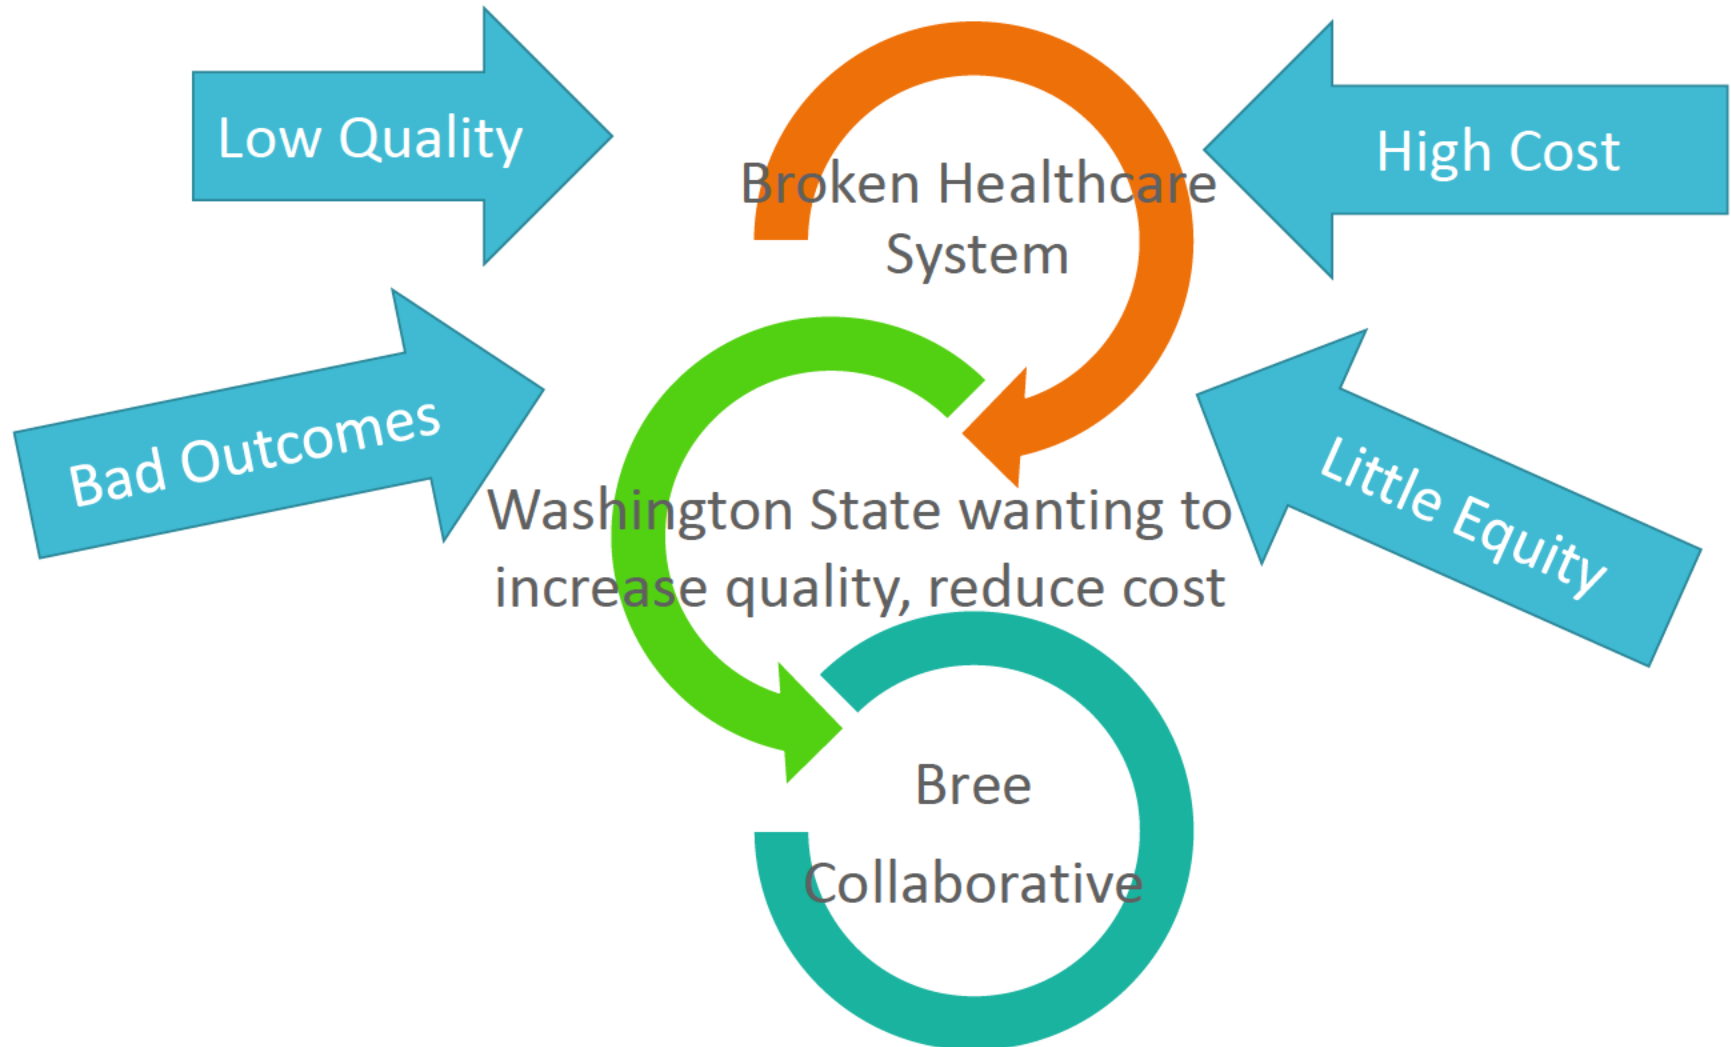 Low Quality
High Cost
Broken Healthcare
System
Bad Outcomes
Little Equity
Washington State wanting to
increase quality, reduce cost
Bree
Collaborative